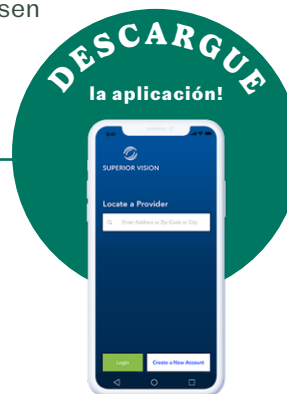 sen
DESCARGUE
la aplicación!
SUPERIOR VISION
Locate a Provider
Enter Address or Zip Code or City
Login
Create a New Account